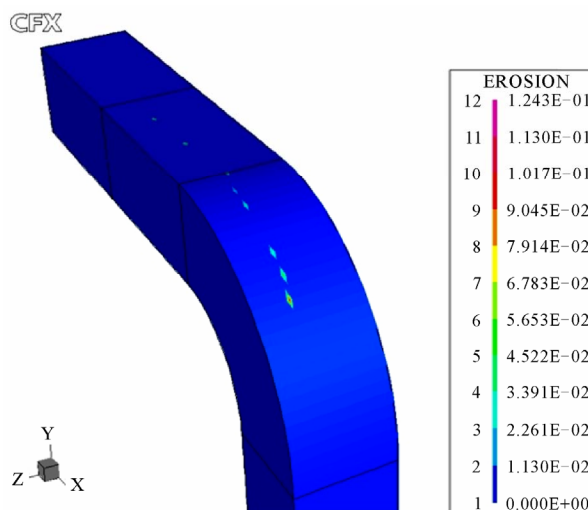 CFX
EROSION
12 1.243E-01
11 1.130E-01
10 1.017E-01
9 9.045E-02
8 7.914E-02
7 6.783E-02
6 5.653E-02
5 4.522E-02
4 3.391E-02
3 2.261E-02
2 1.130E-02
1 0.000E+00
Y
Z
X